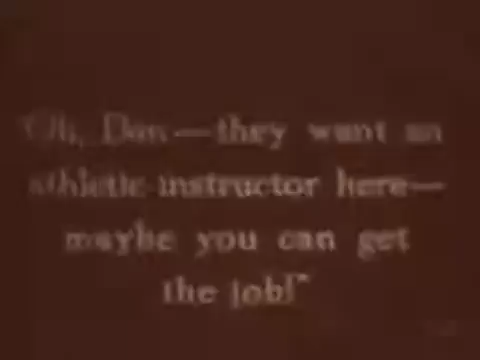 "Oh, Dan—they want an
athletic instructor here—
maybe you can get
the job!"